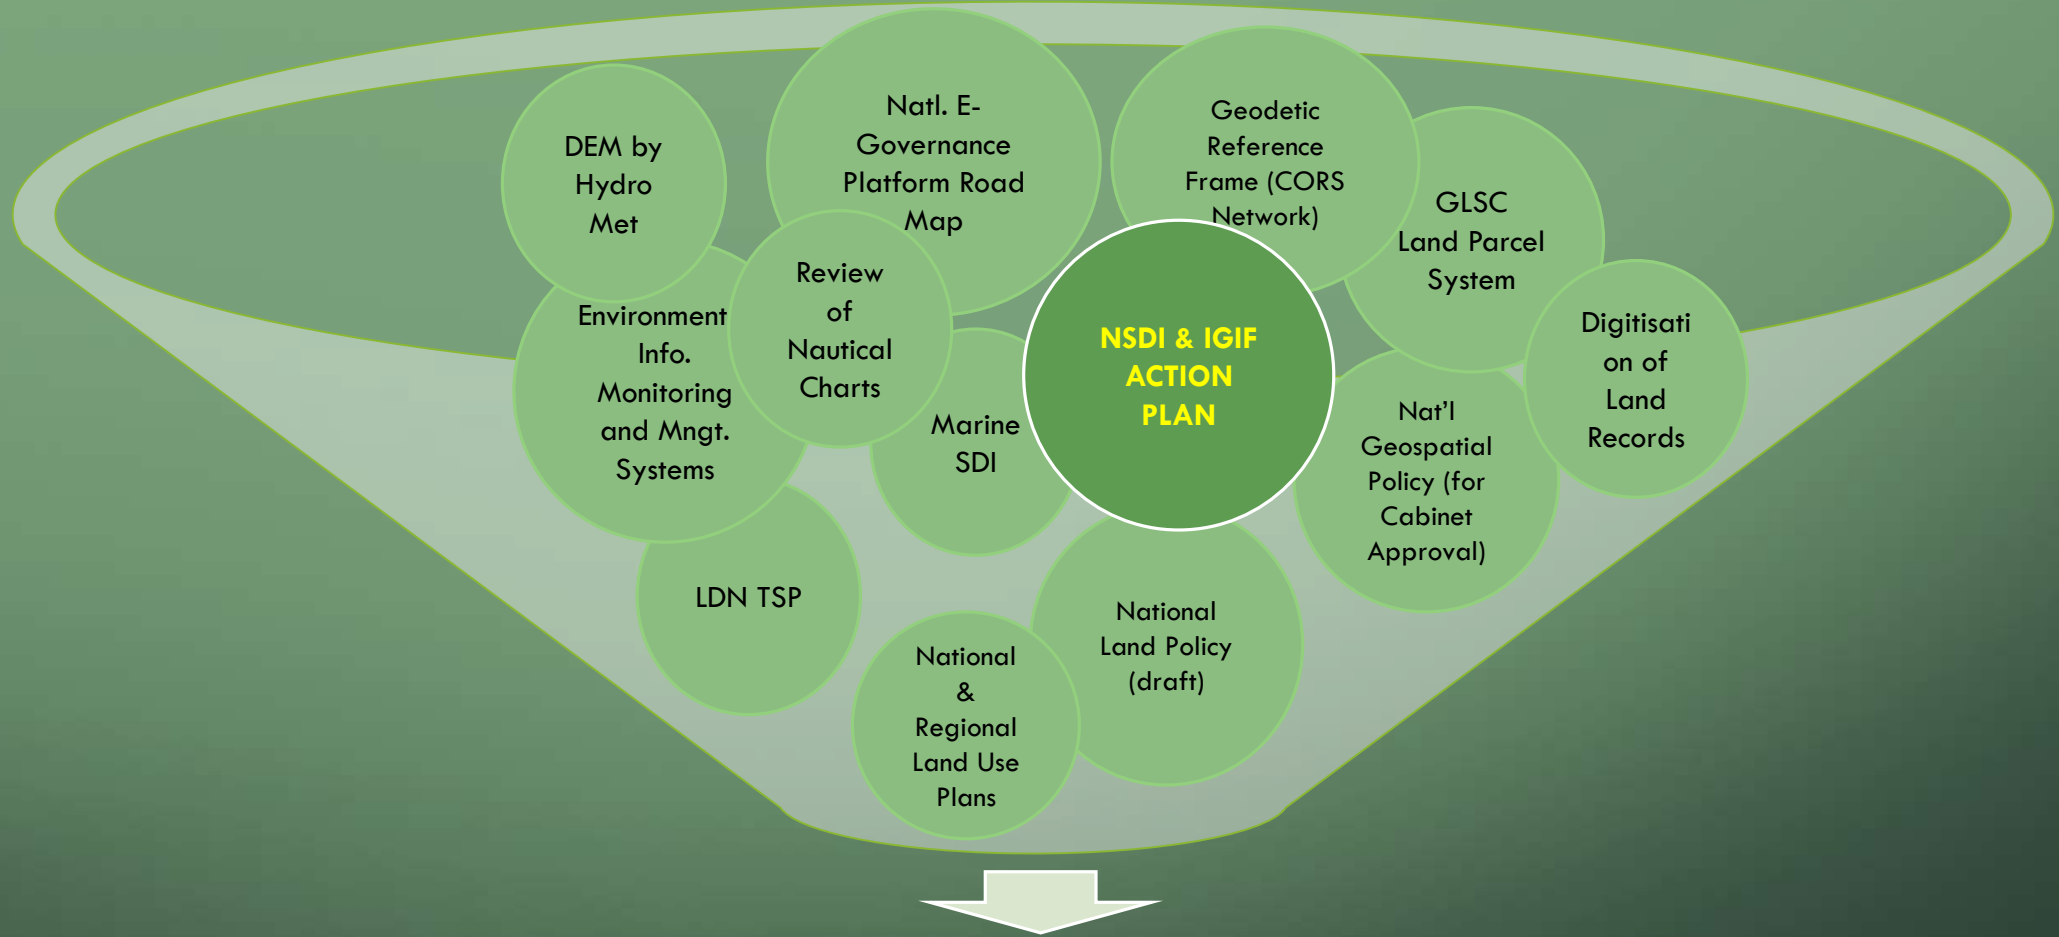 DEM by
Hydro
Met
Natl. E-
Governance
Platform Road
Map
Geodetic
Reference
Frame (CORS
Network)
GLSC
Land Parcel
System
Environment
Info.
Monitoring
and Mngt.
Systems
Review
of
Nautical
Charts
Marine
SDI
NSDI & IGIF
ACTION
PLAN
Nat'l
Geospatial
Policy (for
Cabinet
Approval)
Digitisati
on of
Land
Records
LDN TSP
National
&
Regional
Land Use
Plans
National
Land Policy
(draft)